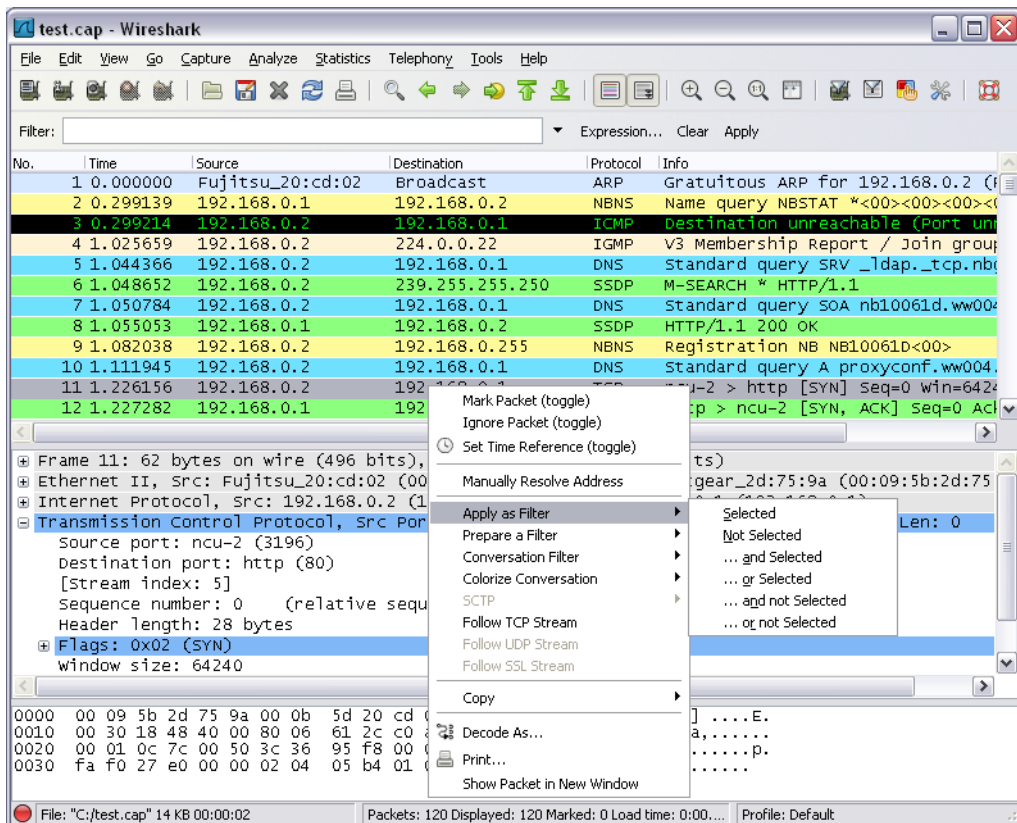 test.cap - Wireshark
File Edit View Go Capture Analyze Statistics Telephony Tools Help
Filter: Expression... Clear Apply
No. Time Source Destination Protocol Info
1 0.000000 Fujitsu_20:cd:02 Broadcast ARP Gratuitous ARP for 192.168.0.2
2 0.299139 192.168.0.1 192.168.0.2 NBNS Name query NBSTAT *<00><00><00>
3 0.299214 192.168.0.2 192.168.0.1 ICMP Destination unreachable (Port
4 1.025659 192.168.0.2 224.0.0.22 IGMP V3 Membership Report / Join group
5 1.044366 192.168.0.2 192.168.0.1 DNS Standard query SRV _ldap._tcp.
6 1.048652 192.168.0.2 239.255.255.250 SSDP M-SEARCH * HTTP/1.1
7 1.050784 192.168.0.2 192.168.0.1 DNS Standard query SOA nb10061d.ww004
8 1.055053 192.168.0.1 192.168.0.2 SSDP HTTP/1.1 200 OK
9 1.082038 192.168.0.2 192.168.0.255 NBNS Registration NB NB10061D<00>
10 1.111945 192.168.0.2 192.168.0.1 DNS Standard query A proxyconf.ww004.
11 1.226156 192.168.0.2 > http [SYN] Seq=0
12 1.227282 192.168.0.1 192 > ncu-2 [SYN, ACK] Seq=0
Mark Packet (toggle)
Ignore Packet (toggle)
Set Time Reference (toggle)
Manually Resolve Address
Apply as Filter
Prepare a Filter
Conversation Filter
Colorize Conversation
SCTP
Follow TCP Stream
Follow UDP Stream
Follow SSL Stream
Copy
Decode As...
Print...
Show Packet in New Window
Selected
Not Selected
... and Selected
... or Selected
... and not Selected
... or not Selected
Frame 11: 62 bytes on wire (496 bits), ts)
Ethernet II, Src: Fujitsu_20:cd:02 (00 gear_2d:75:9a (00:09:5b:2d:75
Internet Protocol, Src: 192.168.0.2 (1
Transmission Control Protocol, Src Por Len: 0
Source port: ncu-2 (3196)
Destination port: http (80)
[Stream index: 5]
Sequence number: 0 (relative sequ
Header length: 28 bytes
Flags: 0x02 (SYN)
Window size: 64240
0000 00 09 5b 2d 75 9a 00 0b 5d 20 cd ] ....E.
0010 00 30 18 48 40 00 80 06 61 2c c0 a,......
0020 00 01 0c 7c 00 50 3c 36 95 f8 00 ......p.
0030 fa f0 27 e0 00 00 02 04 05 b4 01 ......
File: "C:/test.cap" 14 KB 00:00:02 Packets: 120 Displayed: 120 Marked: 0 Load time: 0:00.... Profile: Default